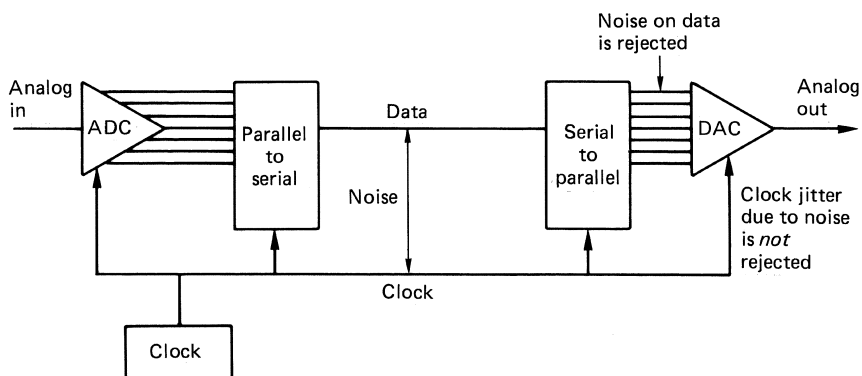 Noise on data
is rejected
Analog
in
ADC
Parallel
to
serial
Data
Noise
Serial
to
parallel
DAC
Analog
out
Clock jitter
due to noise
is not
rejected
Clock
Clock